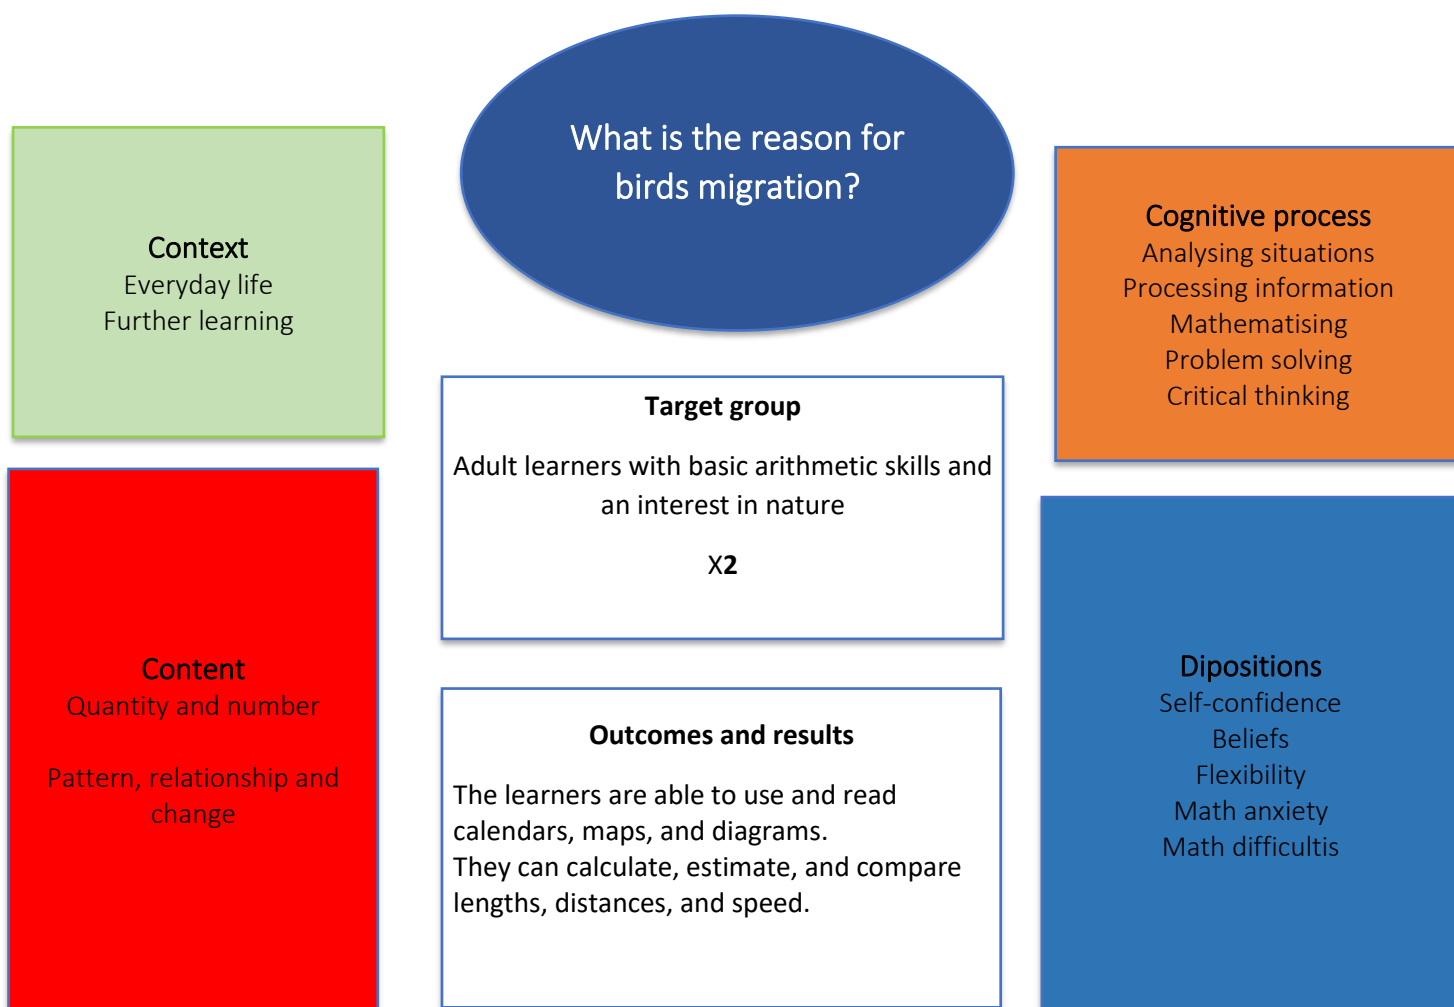 What is the reason for
birds migration?
Context
Everyday life
Further learning
Cognitive process
Analysing situations
Processing information
Mathematising
Problem solving
Critical thinking
Target group
Adult learners with basic arithmetic skills and
an interest in nature
X2
Content
Quantity and number
Pattern, relationship and
change
Outcomes and results
The learners are able to use and read
calendars, maps, and diagrams.
They can calculate, estimate, and compare
lengths, distances, and speed.
Dipositions
Self-confidence
Beliefs
Flexibility
Math anxiety
Math difficultis